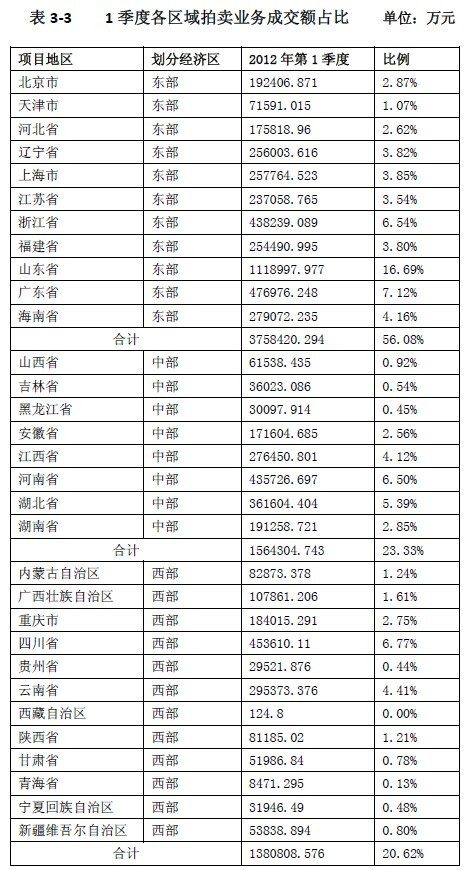 表 3-3 1 季度各区域拍卖业务成交额占比 单位：万元
项目地区 划分经济区 2012 年第 1 季度 比例
北京市 东部 192406.871 2.87%
天津市 东部 71591.015 1.07%
河北省 东部 175818.96 2.62%
辽宁省 东部 256003.616 3.82%
上海市 东部 257764.523 3.85%
江苏省 东部 237058.765 3.54%
浙江省 东部 438239.089 6.54%
福建省 东部 254490.995 3.80%
山东省 东部 1118997.977 16.69%
广东省 东部 476976.248 7.12%
海南省 东部 279072.235 4.16%
合计 3758420.294 56.08%
山西省 中部 61538.435 0.92%
吉林省 中部 36023.086 0.54%
黑龙江省 中部 30097.914 0.45%
安徽省 中部 171604.685 2.56%
江西省 中部 276450.801 4.12%
河南省 中部 435726.697 6.50%
湖北省 中部 361604.404 5.39%
湖南省 中部 191258.721 2.85%
合计 1564304.743 23.33%
内蒙古自治区 西部 82873.378 1.24%
广西壮族自治区 西部 107861.206 1.61%
重庆市 西部 184015.291 2.75%
四川省 西部 453610.11 6.77%
贵州省 西部 29521.876 0.44%
云南省 西部 295373.376 4.41%
西藏自治区 西部 124.8 0.00%
陕西省 西部 81185.02 1.21%
甘肃省 西部 51986.84 0.78%
青海省 西部 8471.295 0.13%
宁夏回族自治区 西部 31946.49 0.48%
新疆维吾尔自治区 西部 53838.894 0.80%
合计 1380808.576 20.62%